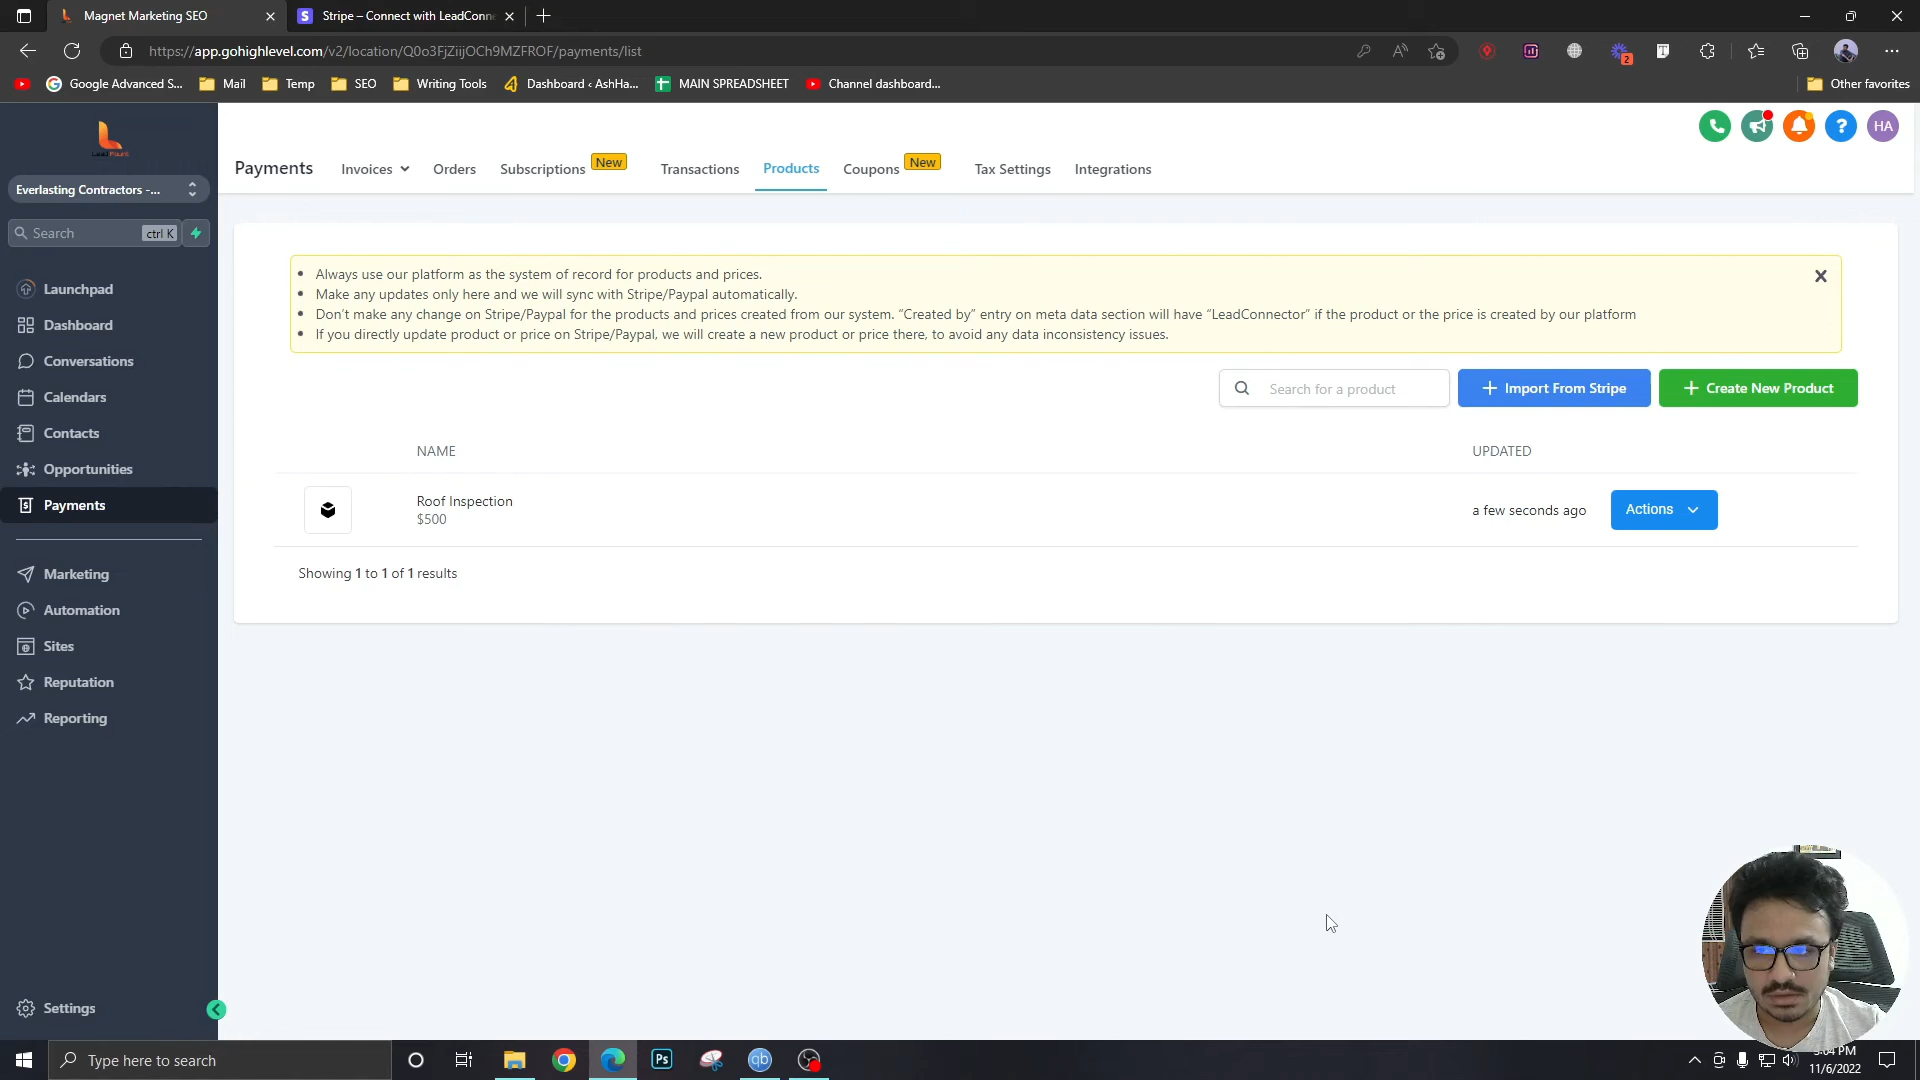 Magnet Marketing SEO
Stripe – Connect with LeadConne
https://app.gohighlevel.com/v2/location/Q0o3FjZiijOCh9MZFROF/payments/list
2
Google Advanced S...
Mail
Temp
SEO
Writing Tools
Dashboard ‹ AshHa...
MAIN SPREADSHEET
Channel dashboard...
Other favorites
HA
Payments
Invoices
Orders
Subscriptions New
Transactions
Products
Coupons New
Tax Settings
Integrations
Everlasting Contractors -...
Search ctrl K
Launchpad
Dashboard
Conversations
Calendars
Contacts
Opportunities
Payments
Marketing
Automation
Sites
Reputation
Reporting
Settings
Always use our platform as the system of record for products and prices.
Make any updates only here and we will sync with Stripe/Paypal automatically.
Don't make any change on Stripe/Paypal for the products and prices created from our system. “Created by” entry on meta data section will have “LeadConnector” if the product or the price is created by our platform
If you directly update product or price on Stripe/Paypal, we will create a new product or price there, to avoid any data inconsistency issues.
Search for a product
Import From Stripe
Create New Product
NAME
UPDATED
Roof Inspection
$500
a few seconds ago
Actions
Showing 1 to 1 of 1 results
Type here to search
Ps
qb
PM
11/6/2022